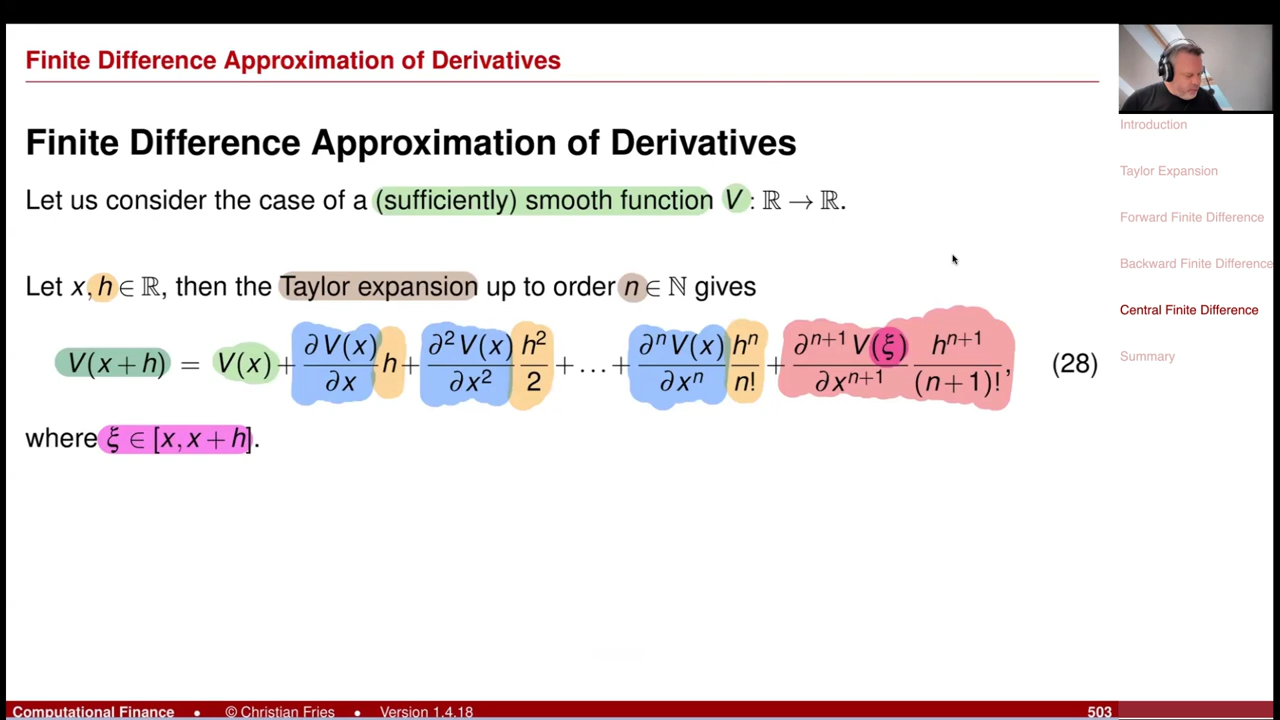 Finite Difference Approximation of Derivatives
Finite Difference Approximation of Derivatives
Let us consider the case of a (sufficiently) smooth function V : ℝ → ℝ.
Let x, h ∈ ℝ, then the Taylor expansion up to order n ∈ ℕ gives
V(x + h) = V(x) + ∂V(x)/∂x h + ∂²V(x)/∂x² h²/2 + … + ∂ⁿV(x)/∂xⁿ hⁿ/n! + ∂ⁿ⁺¹V(ξ)/∂xⁿ⁺¹ hⁿ⁺¹/(n+1)!, (28)
where ξ ∈ [x, x + h].
Introduction
Taylor Expansion
Forward Finite Difference
Backward Finite Difference
Central Finite Difference
Summary
Computational Finance • © Christian Fries • Version 1.4.18 503